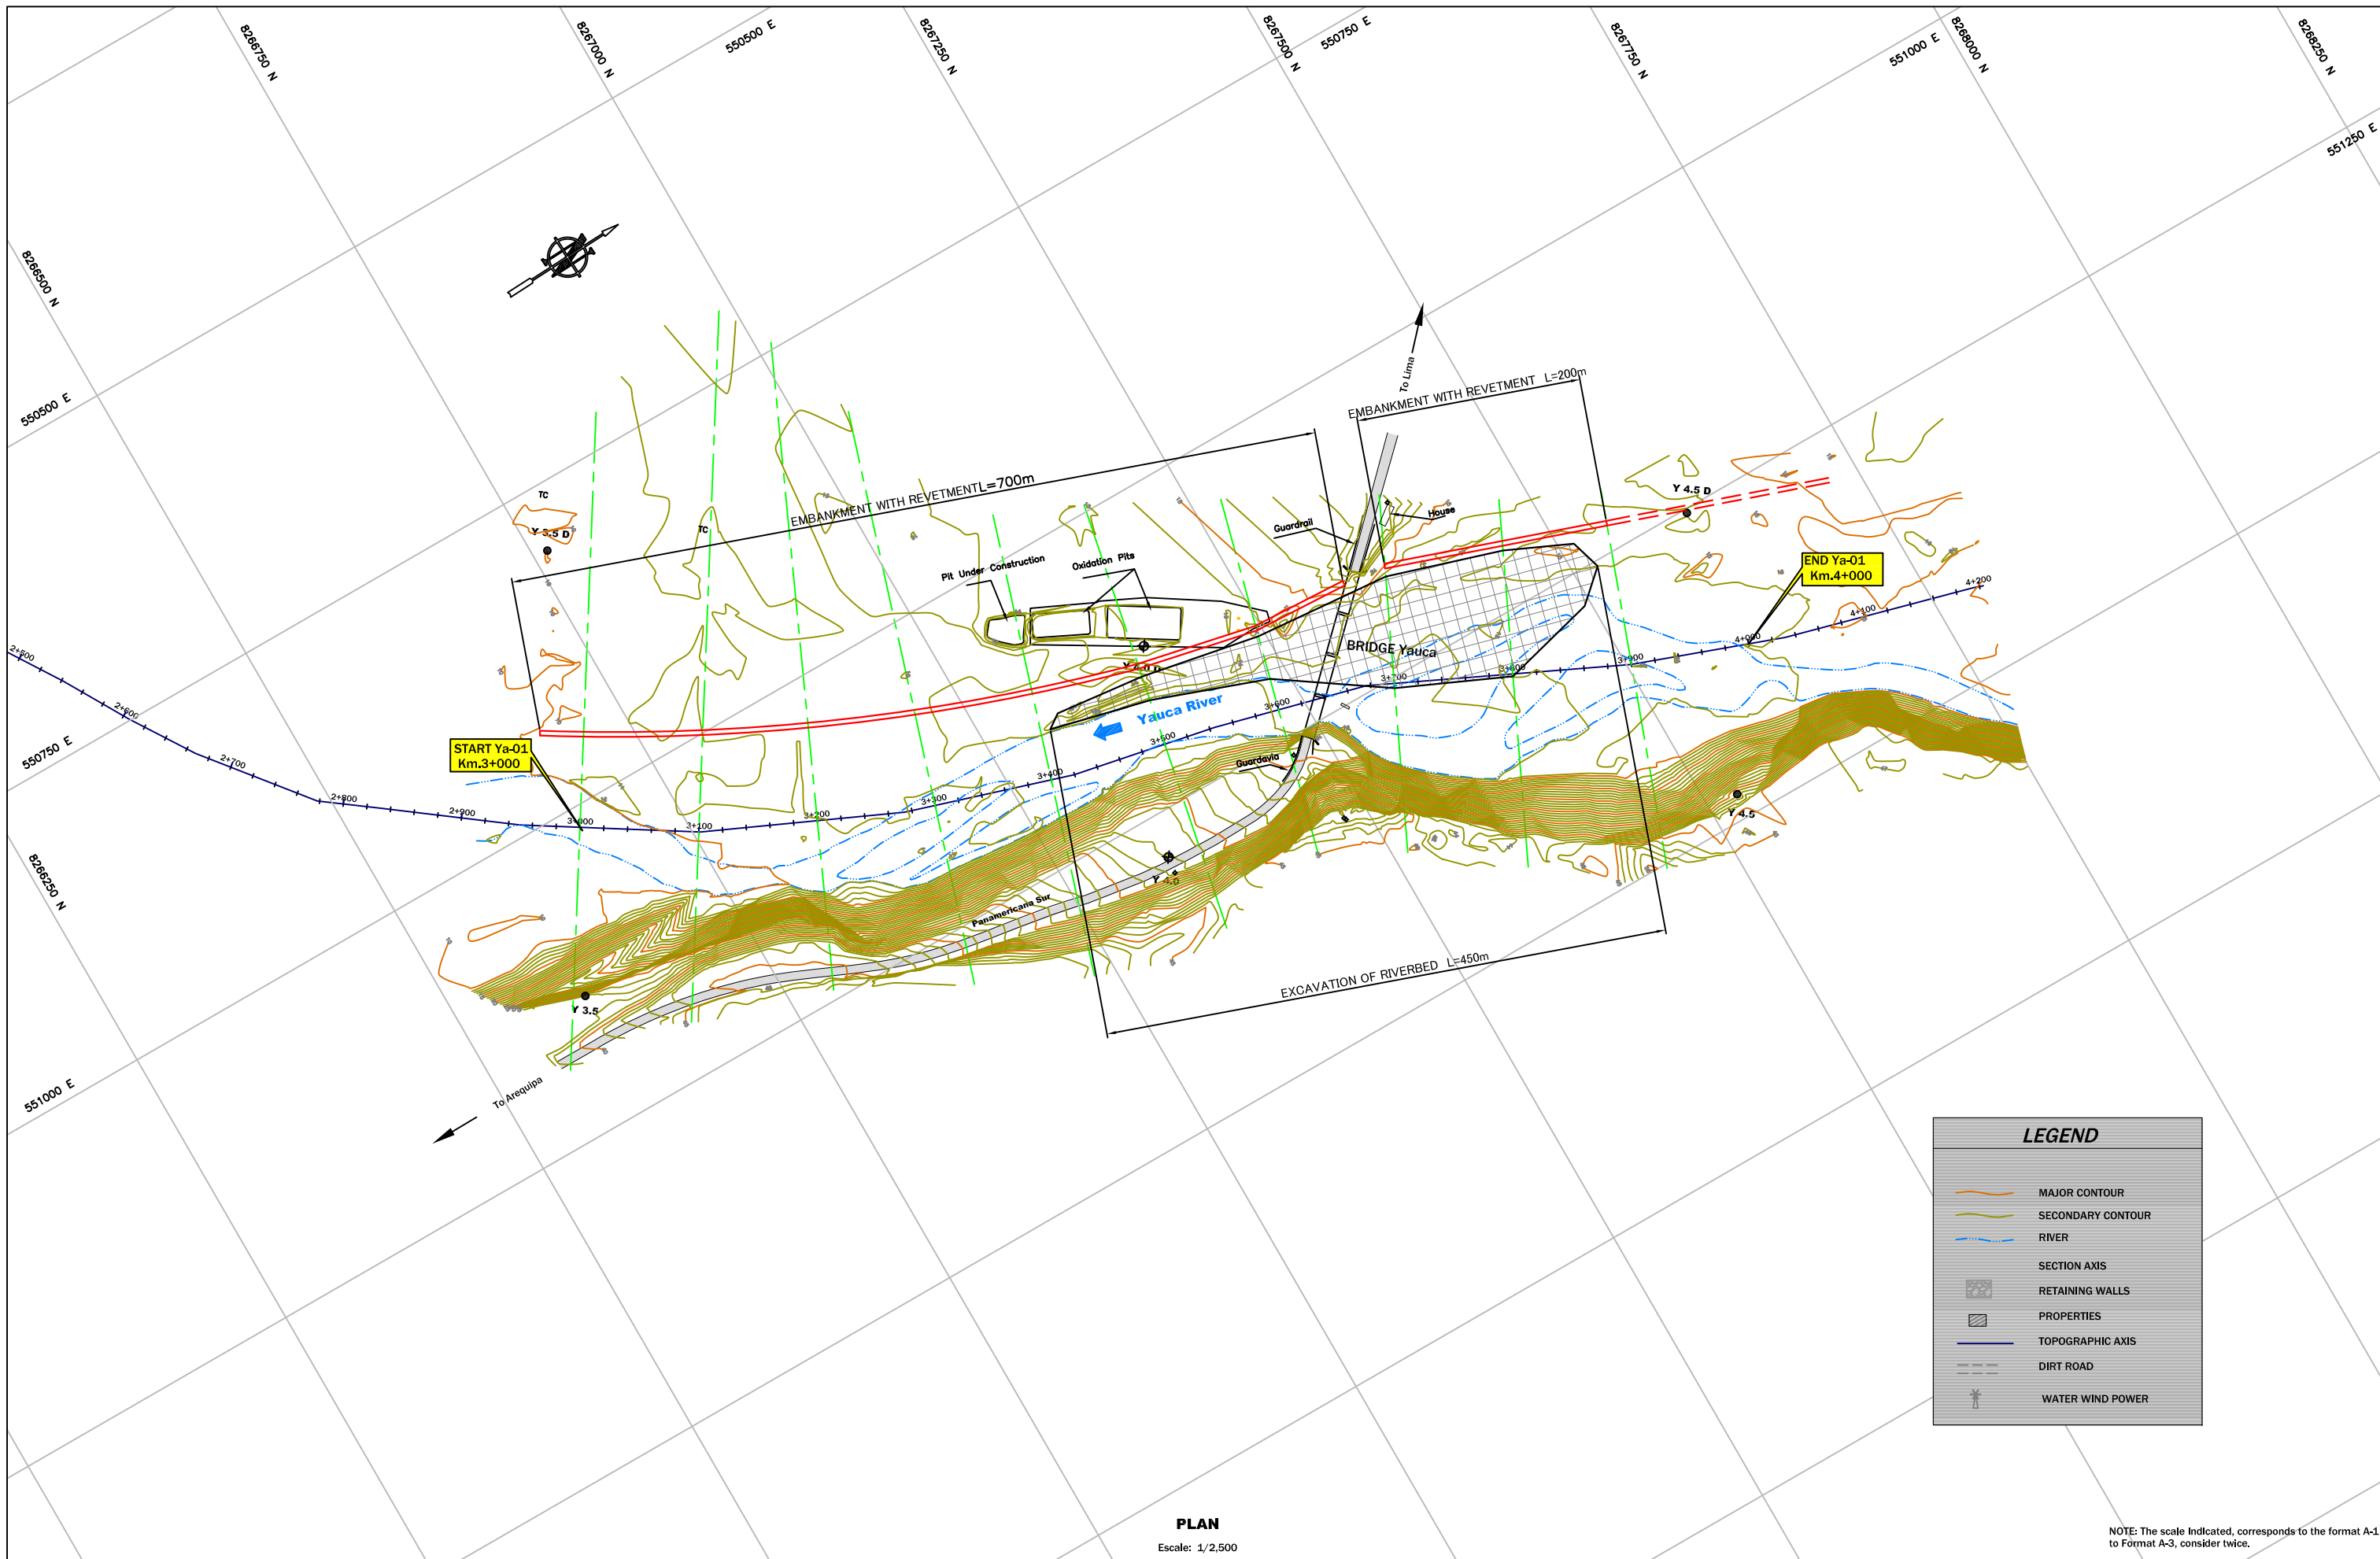 8266750 N
8267000 N
550500 E
8267250 N
8267500 N
550750 E
8267750 N
551000 E
8268000 N
8268250 N
551250 E
8266500 N
550500 E
550750 E
8266250 N
551000 E
To Lima
EMBANKMENT WITH REVETMENT L=200m
EMBANKMENT WITH REVETMENT L=700m
TC
TC
Y 3.5 D
Y 4.5 D
Guardrail
House
Pit Under Construction
Oxidation Pits
Y 4.0 D
BRIDGE Yauca
Yauca River
END Ya-01
Km.4+000
START Ya-01
Km.3+000
2+500
2+600
2+700
2+800
2+900
3+000
3+100
3+200
3+300
3+400
3+500
3+600
3+700
3+800
3+900
4+000
4+100
4+200
Guardavia
Y 4.5
Y 4.0
Panamericana Sur
Y 3.5
EXCAVATION OF RIVERBED L=450m
To Arequipa
LEGEND
MAJOR CONTOUR
SECONDARY CONTOUR
RIVER
SECTION AXIS
RETAINING WALLS
PROPERTIES
TOPOGRAPHIC AXIS
DIRT ROAD
WATER WIND POWER
PLAN
Escale: 1/2,500
NOTE: The scale Indicated, corresponds to the format A-1
to Format A-3, consider twice.